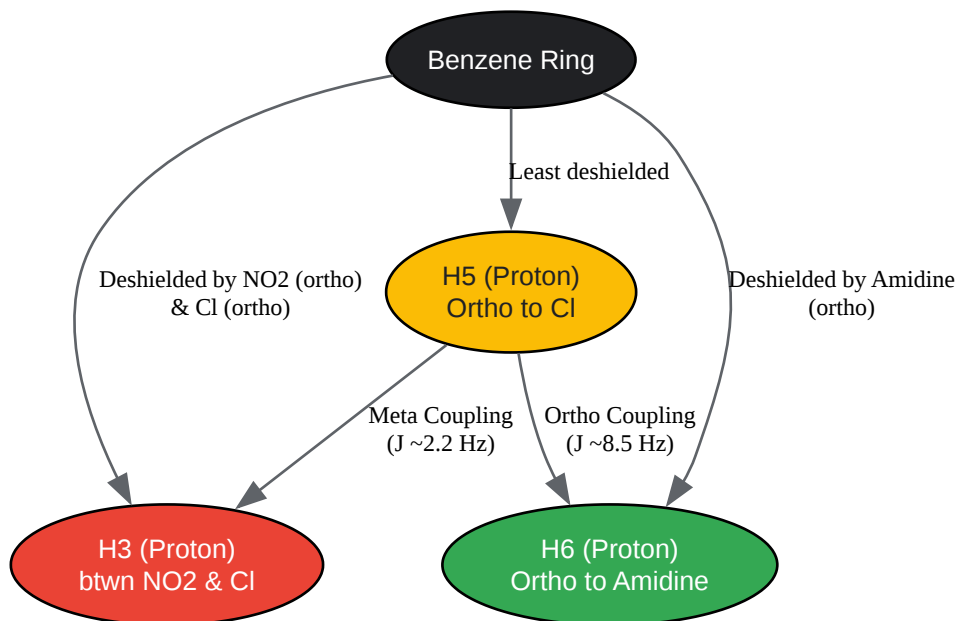 Benzene Ring
Least deshielded
Deshielded by NO2 (ortho)
& Cl (ortho)
H5 (Proton)
Ortho to Cl
Deshielded by Amidine
(ortho)
Meta Coupling
(J ~2.2 Hz)
Ortho Coupling
(J ~8.5 Hz)
H3 (Proton)
btwn NO2 & Cl
H6 (Proton)
Ortho to Amidine